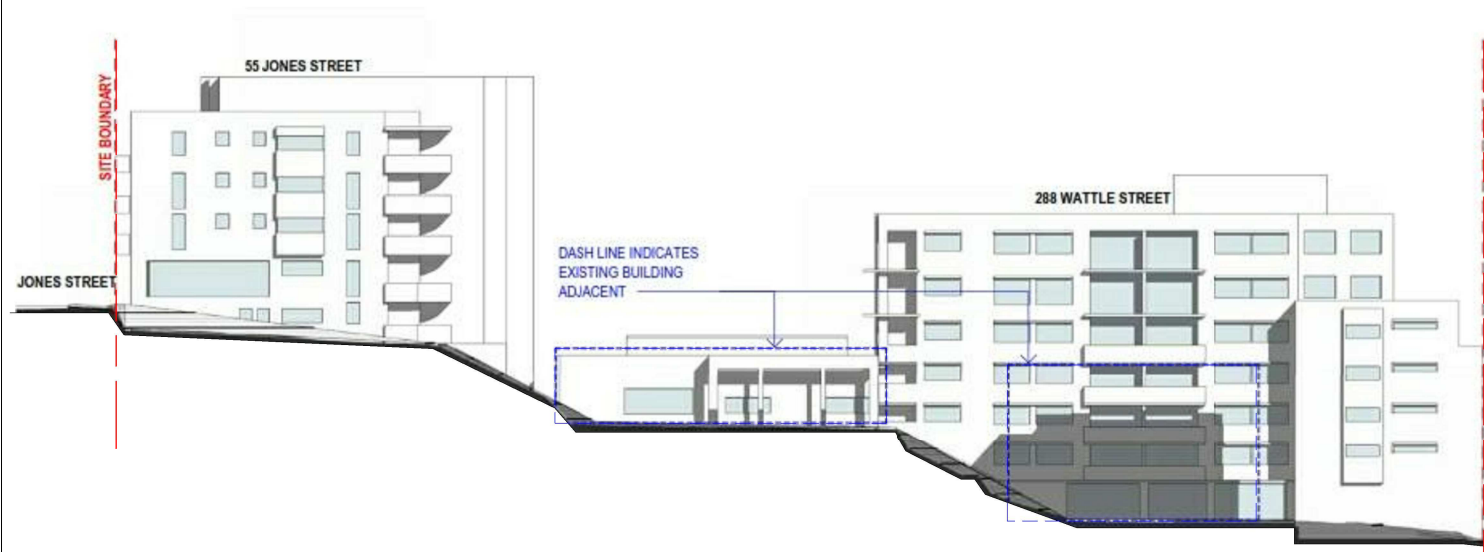 55 JONES STREET
SITE BOUNDARY
JONES STREET
DASH LINE INDICATES
EXISTING BUILDING
ADJACENT
288 WATTLE STREET